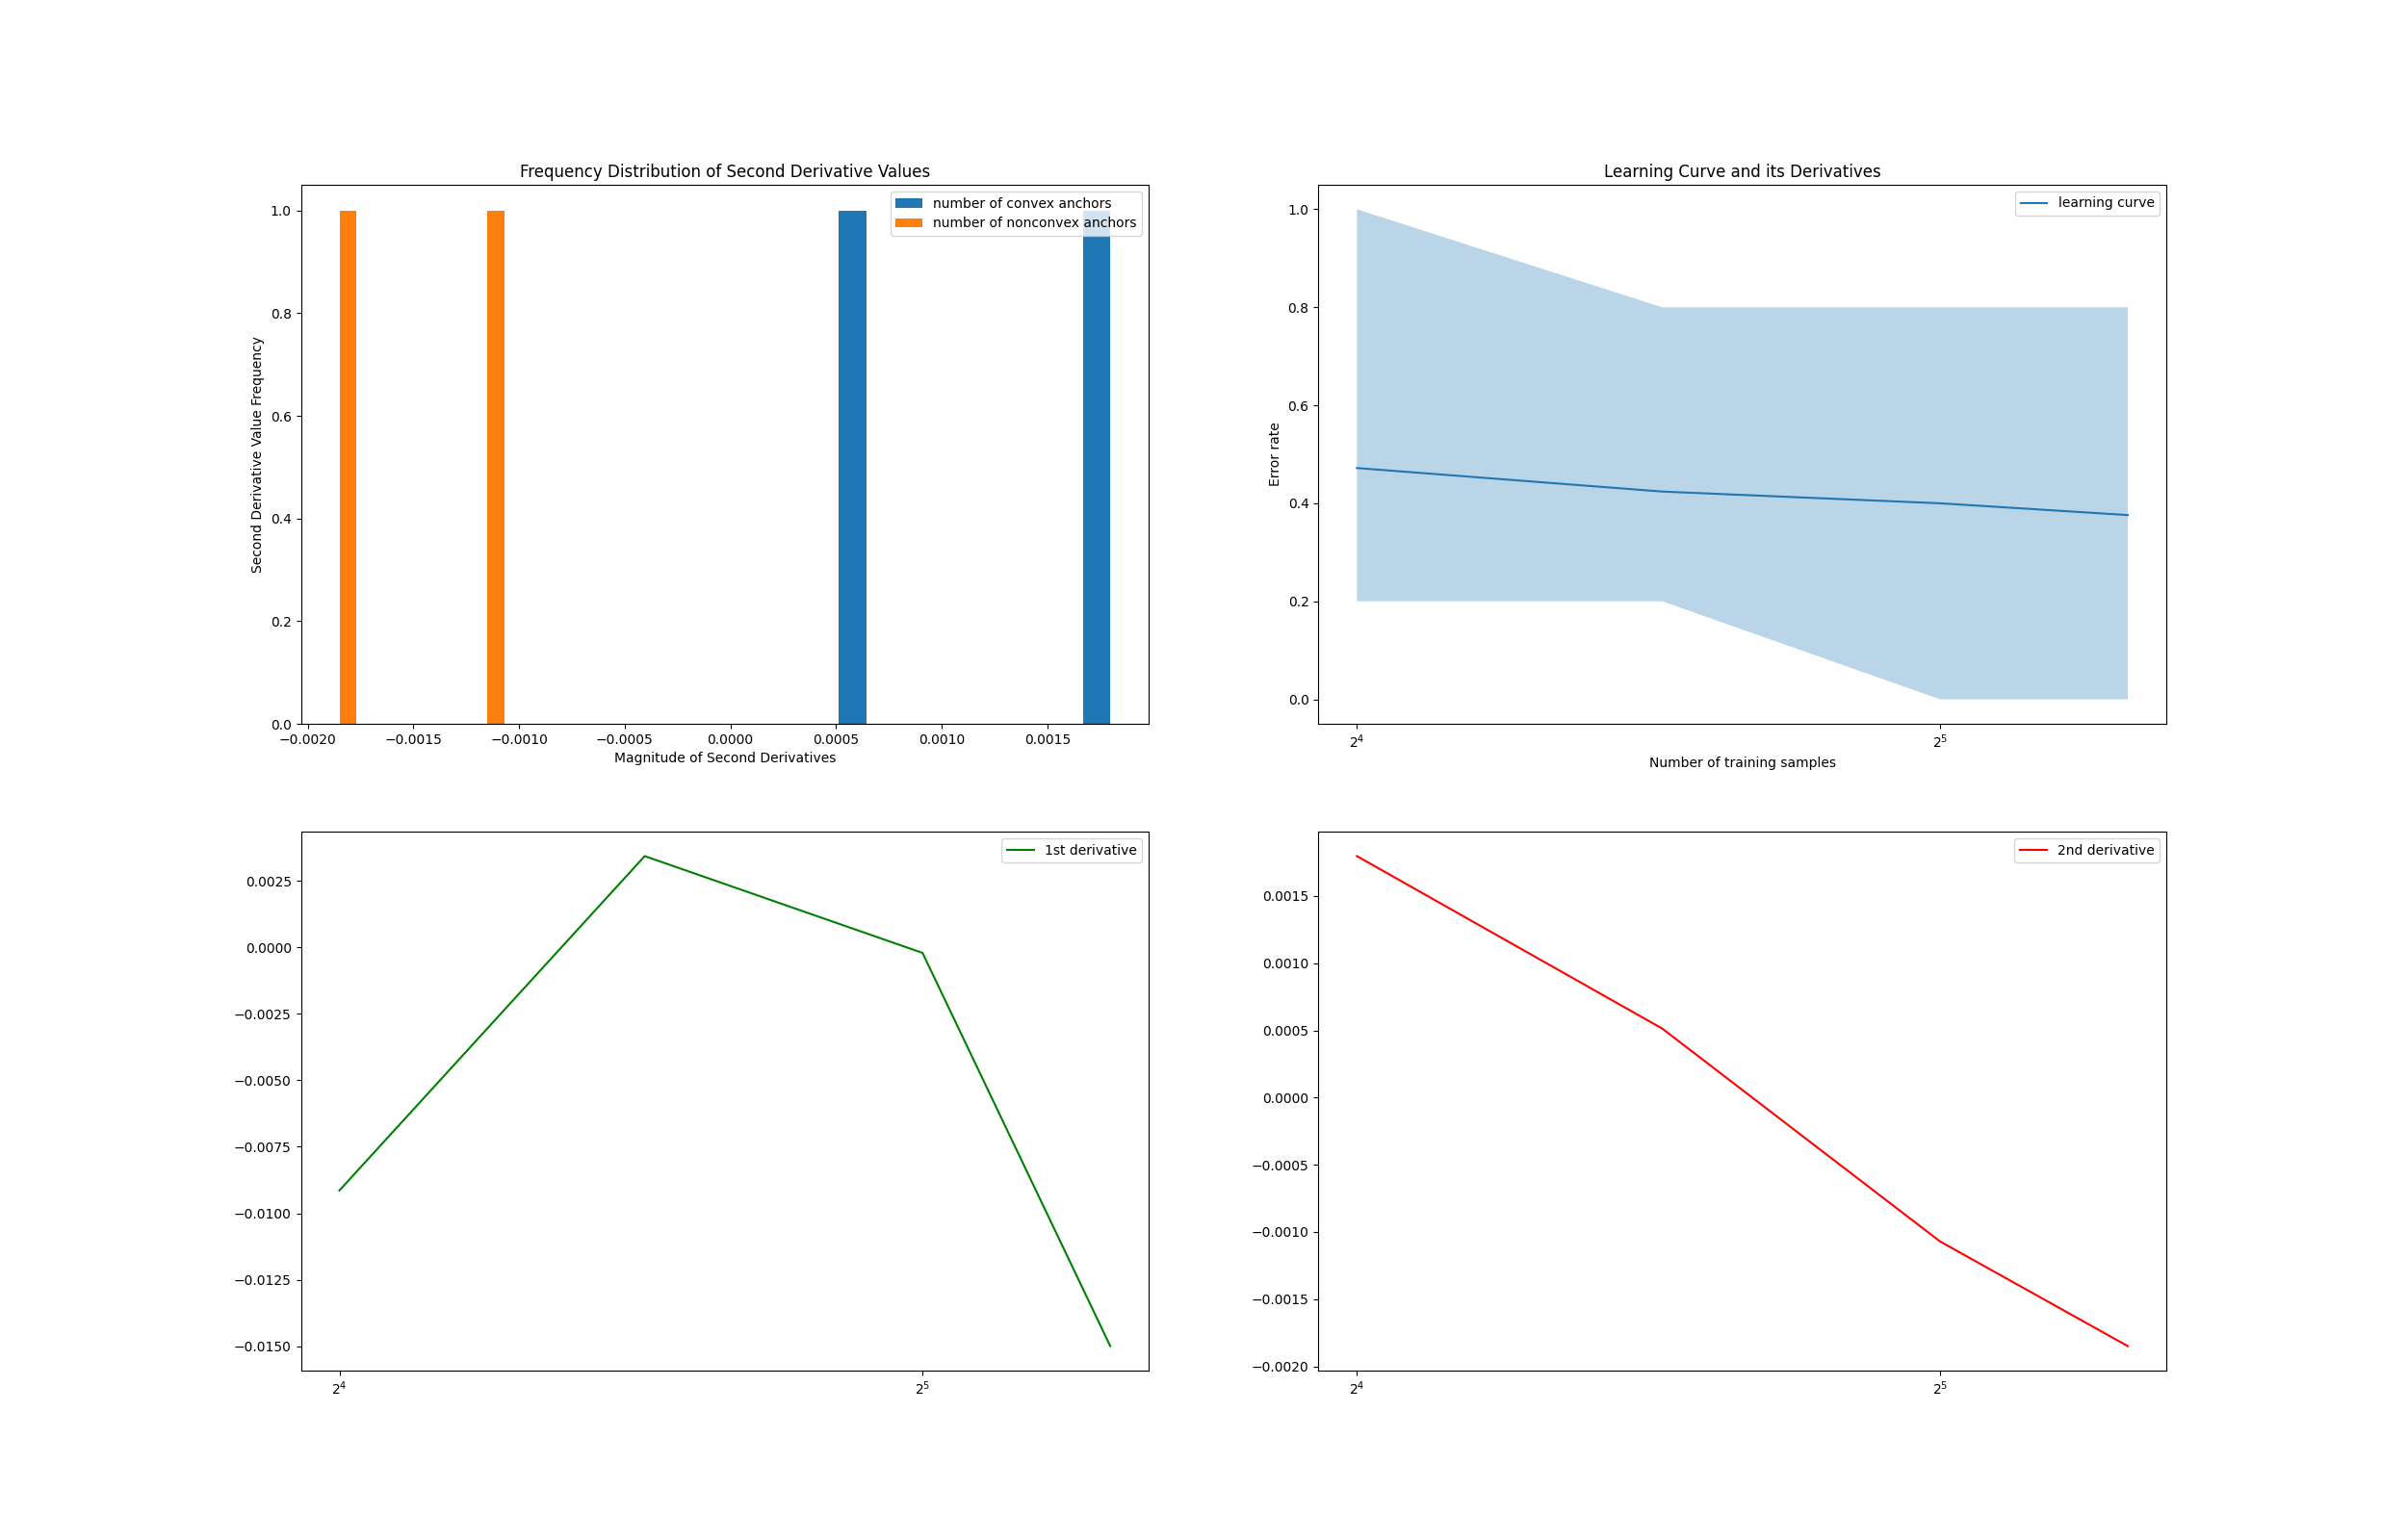 Frequency Distribution of Second Derivative Values
number of convex anchors
number of nonconvex anchors
1.0
0.8
0.6
0.4
0.2
0.0
Second Derivative Value Frequency
−0.0020 −0.0015 −0.0010 −0.0005 0.0000 0.0005 0.0010 0.0015
Magnitude of Second Derivatives
Learning Curve and its Derivatives
learning curve
1.0
0.8
0.6
0.4
0.2
0.0
Error rate
2⁴ 2⁵
Number of training samples
1st derivative
0.0025
0.0000
−0.0025
−0.0050
−0.0075
−0.0100
−0.0125
−0.0150
2⁴ 2⁵
2nd derivative
0.0015
0.0010
0.0005
0.0000
−0.0005
−0.0010
−0.0015
−0.0020
2⁴ 2⁵